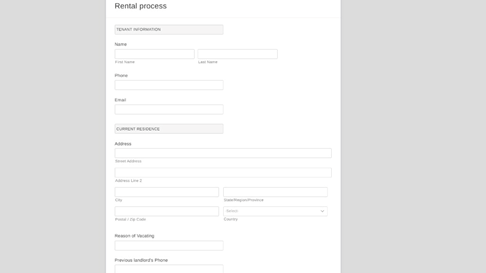 Rental process
TENANT INFORMATION
Name
First Name
Last Name
Phone
Email
CURRENT RESIDENCE
Address
Street Address
Address Line 2
City
State/Region/Province
Postal / Zip Code
Select
Country
Reason of Vacating
Previous landlord's Phone